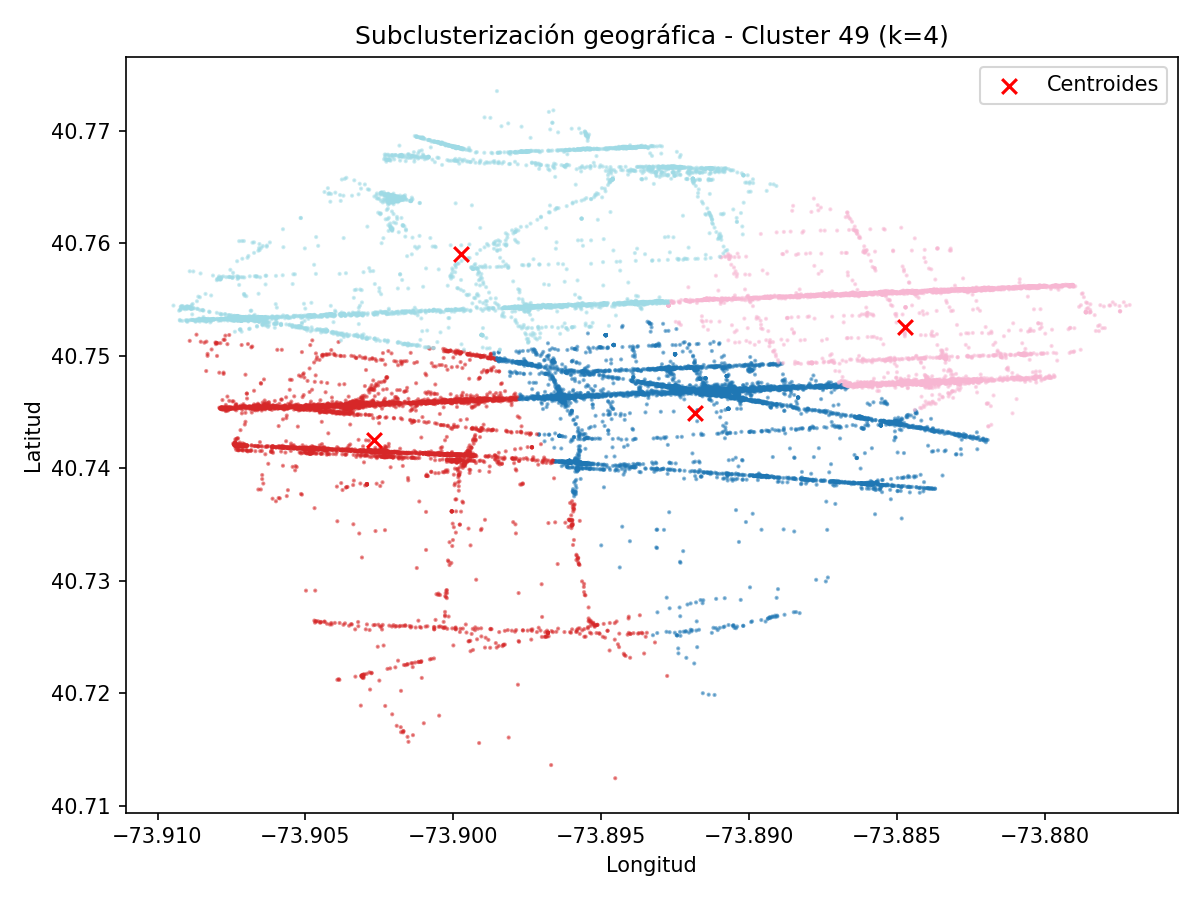 Subclusterización geográfica - Cluster 49 (k=4)
Centroides
40.77
40.76
40.75
40.74
40.73
40.72
40.71
Latitud
−73.910 −73.905 −73.900 −73.895 −73.890 −73.885 −73.880
Longitud